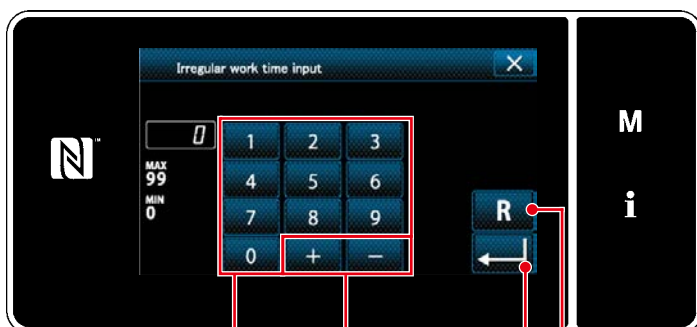 Irregular work time input
X
0
1 2 3
MAX
99
4 5 6
MIN
0
7 8 9
R
0 + −
M
i
N™